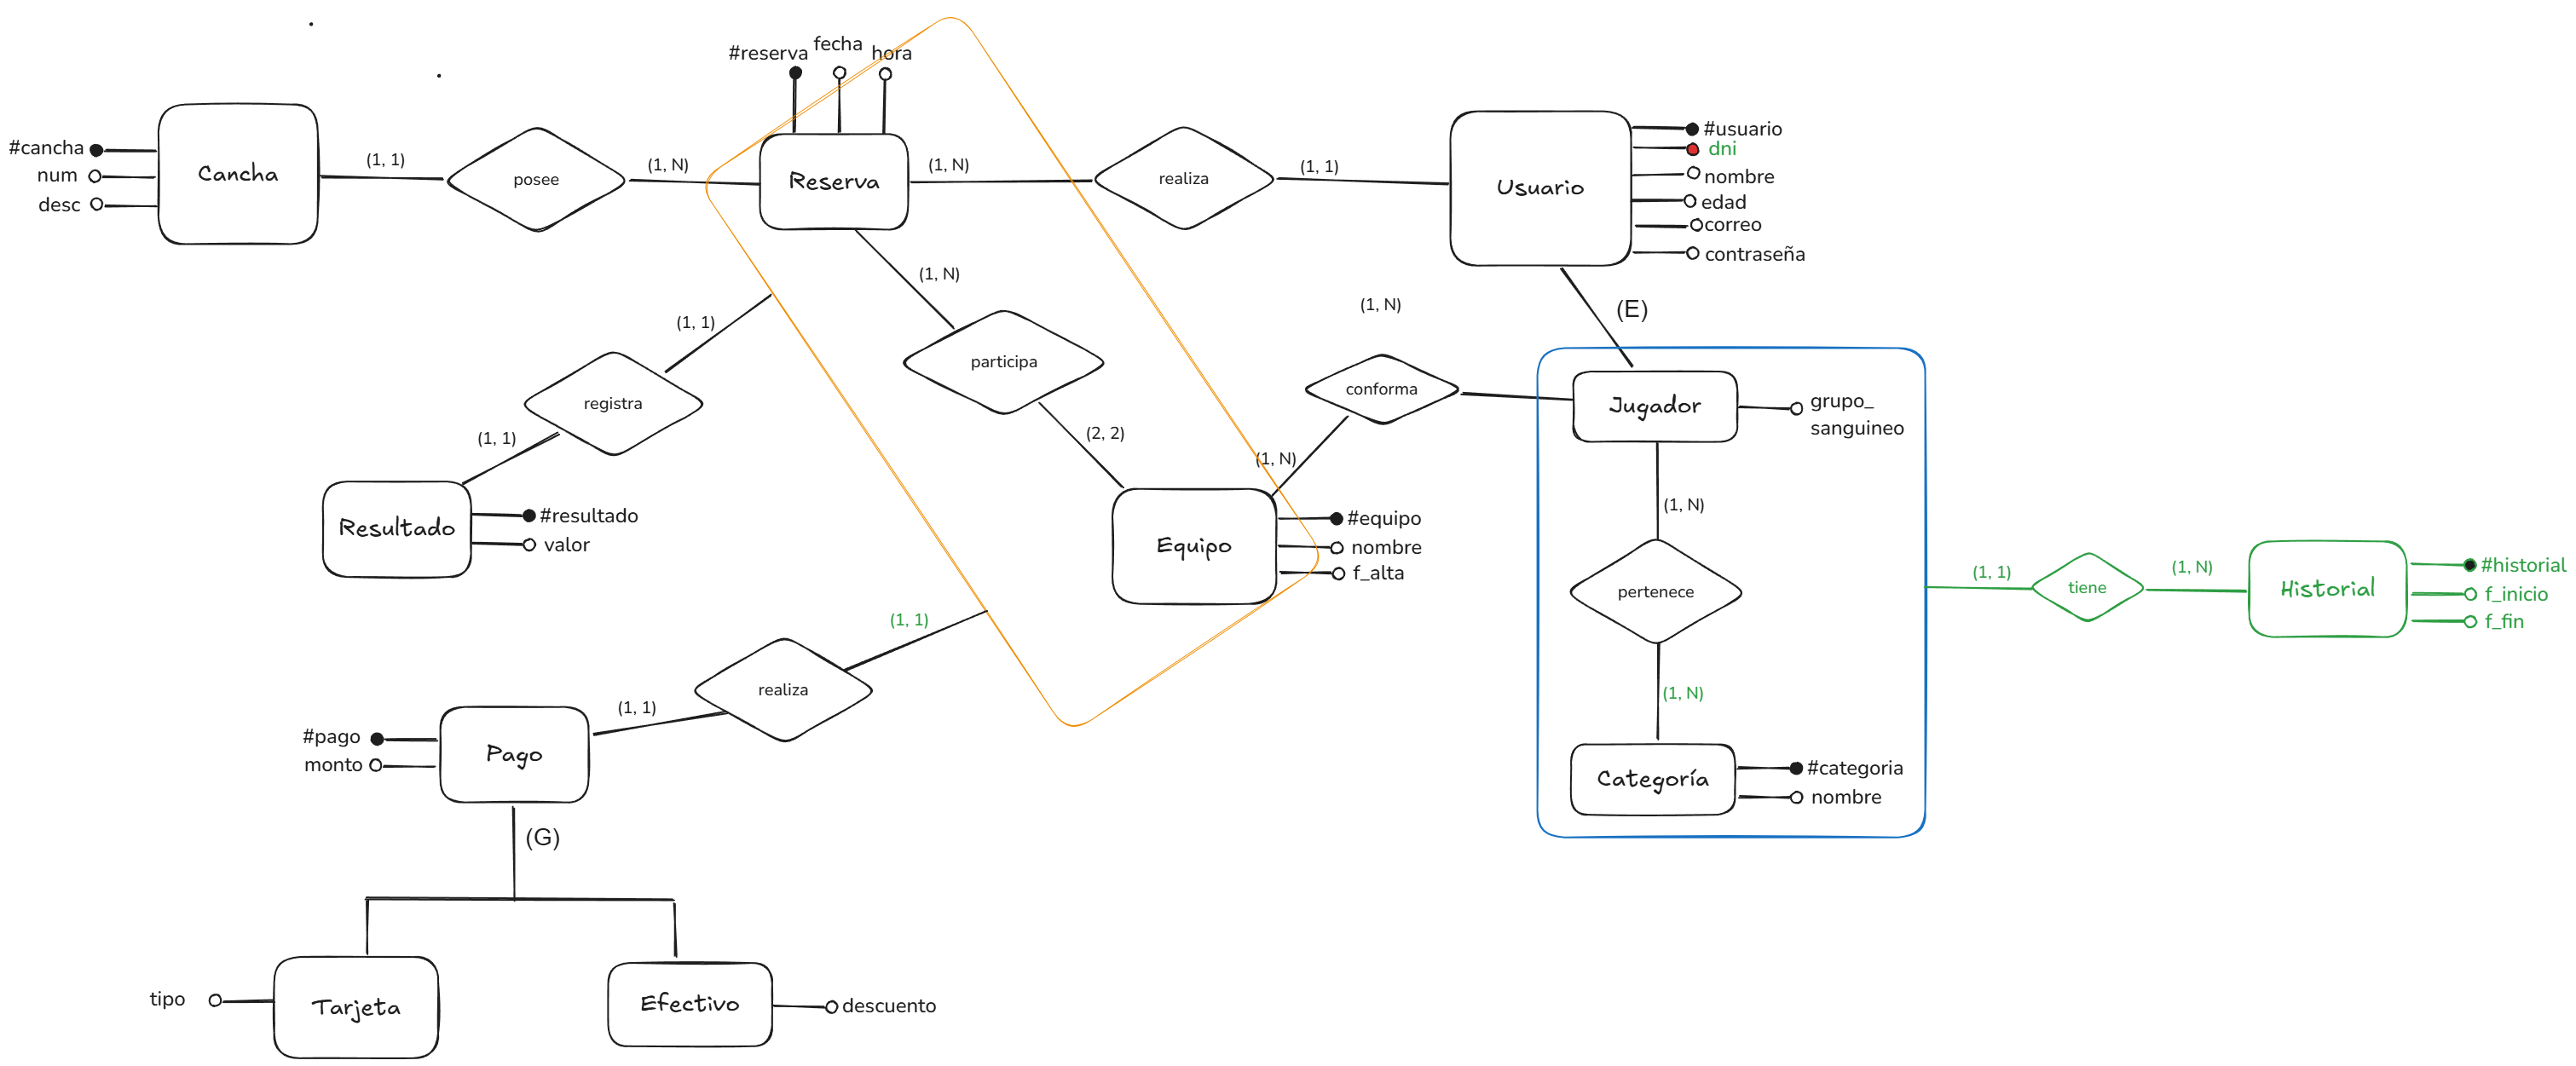 #reserva
fecha
hora
#cancha
num
desc
Cancha
(1, 1)
posee
(1, N)
Reserva
(1, N)
realiza
(1, 1)
Usuario
#usuario
dni
nombre
edad
correo
contraseña
(1, N)
(E)
(1, N)
(1, 1)
registra
(1, 1)
participa
(2, 2)
conforma
(1, N)
Jugador
grupo_
sanguineo
Resultado
#resultado
valor
Equipo
#equipo
nombre
f_alta
(1, N)
pertenece
(1, N)
Categoría
#categoria
nombre
(1, 1)
tiene
(1, N)
Historial
#historial
f_inicio
f_fin
(1, 1)
realiza
(1, 1)
#pago
monto
Pago
(G)
tipo
Tarjeta
Efectivo
descuento